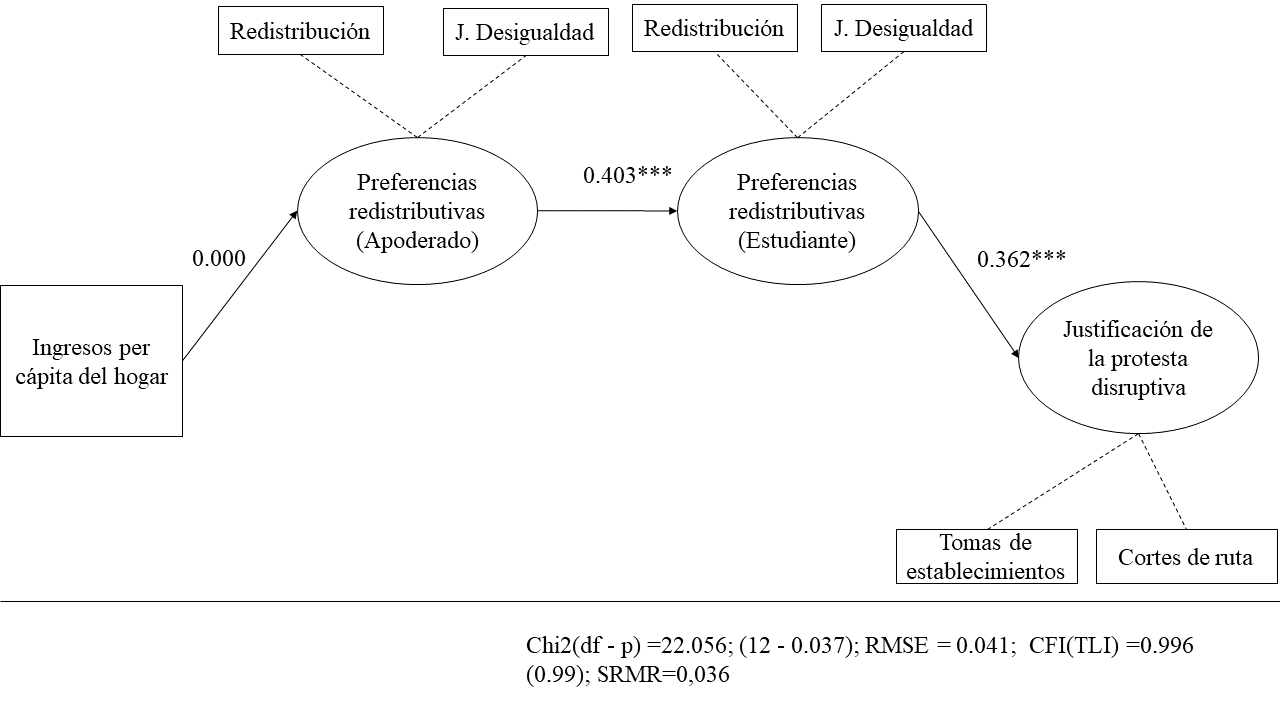 Redistribución
J. Desigualdad
Redistribución
J. Desigualdad
Preferencias
redistributivas
(Apoderado)
0.403***
Preferencias
redistributivas
(Estudiante)
0.000
0.362***
Ingresos per
cápita del hogar
Justificación de
la protesta
disruptiva
Tomas de
establecimientos
Cortes de ruta
Chi2(df - p) =22.056; (12 - 0.037); RMSE = 0.041;  CFI(TLI) =0.996
(0.99); SRMR=0,036